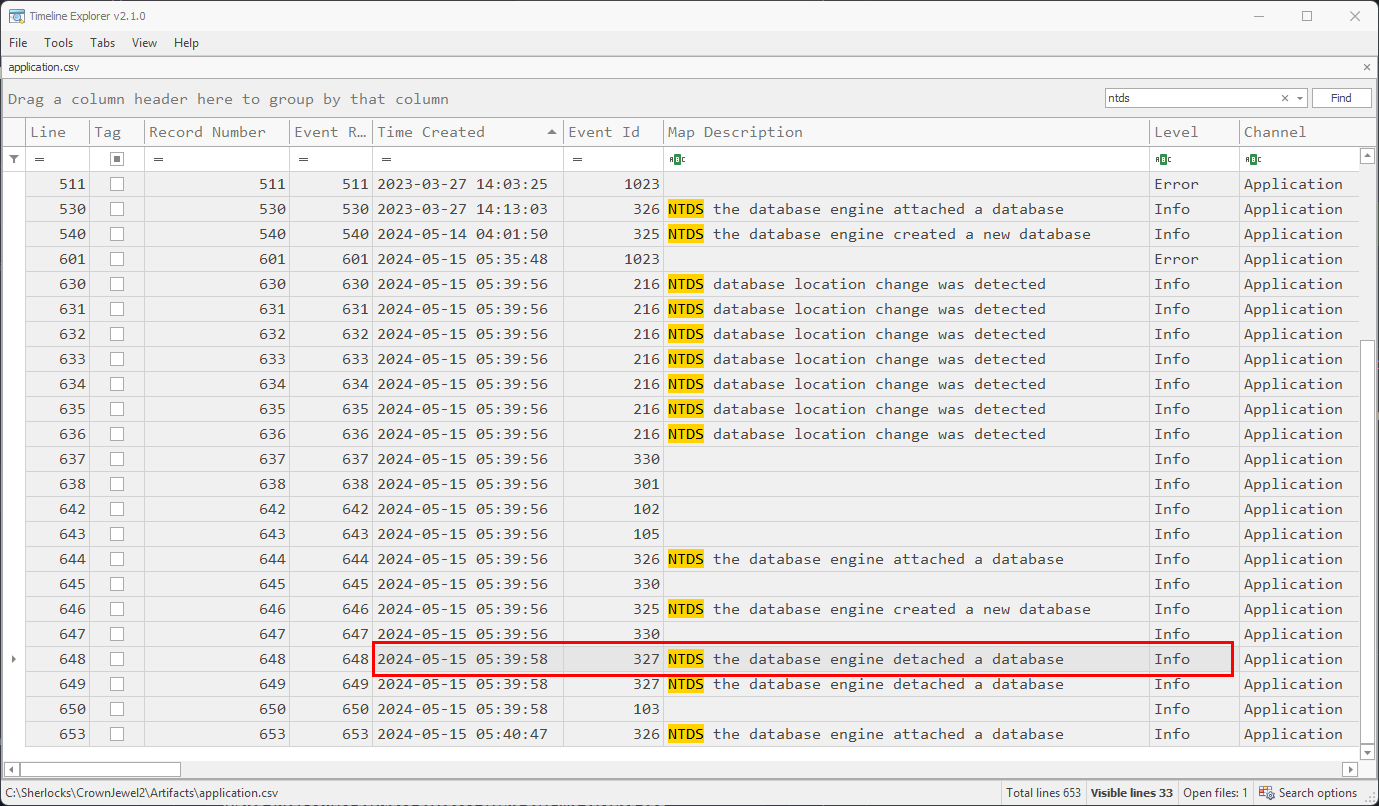 Timeline Explorer v2.1.0
File Tools Tabs View Help
application.csv
Drag a column header here to group by that column
ntds Find
Line Tag Record Number Event R... Time Created Event Id Map Description Level Channel
= = = = = ABC ABC ABC
511 511 511 2023-03-27 14:03:25 1023 Error Application
530 530 530 2023-03-27 14:13:03 326 NTDS the database engine attached a database Info Application
540 540 540 2024-05-14 04:01:50 325 NTDS the database engine created a new database Info Application
601 601 601 2024-05-15 05:35:48 1023 Error Application
630 630 630 2024-05-15 05:39:56 216 NTDS database location change was detected Info Application
631 631 631 2024-05-15 05:39:56 216 NTDS database location change was detected Info Application
632 632 632 2024-05-15 05:39:56 216 NTDS database location change was detected Info Application
633 633 633 2024-05-15 05:39:56 216 NTDS database location change was detected Info Application
634 634 634 2024-05-15 05:39:56 216 NTDS database location change was detected Info Application
635 635 635 2024-05-15 05:39:56 216 NTDS database location change was detected Info Application
636 636 636 2024-05-15 05:39:56 216 NTDS database location change was detected Info Application
637 637 637 2024-05-15 05:39:56 330 Info Application
638 638 638 2024-05-15 05:39:56 301 Info Application
642 642 642 2024-05-15 05:39:56 102 Info Application
643 643 643 2024-05-15 05:39:56 105 Info Application
644 644 644 2024-05-15 05:39:56 326 NTDS the database engine attached a database Info Application
645 645 645 2024-05-15 05:39:56 330 Info Application
646 646 646 2024-05-15 05:39:56 325 NTDS the database engine created a new database Info Application
647 647 647 2024-05-15 05:39:56 330 Info Application
648 648 648 2024-05-15 05:39:58 327 NTDS the database engine detached a database Info Application
649 649 649 2024-05-15 05:39:58 327 NTDS the database engine detached a database Info Application
650 650 650 2024-05-15 05:39:58 103 Info Application
653 653 653 2024-05-15 05:40:47 326 NTDS the database engine attached a database Info Application
C:\Sherlocks\CrownJewel2\Artifacts\application.csv Total lines 653 Visible lines 33 Open files: 1 Search options